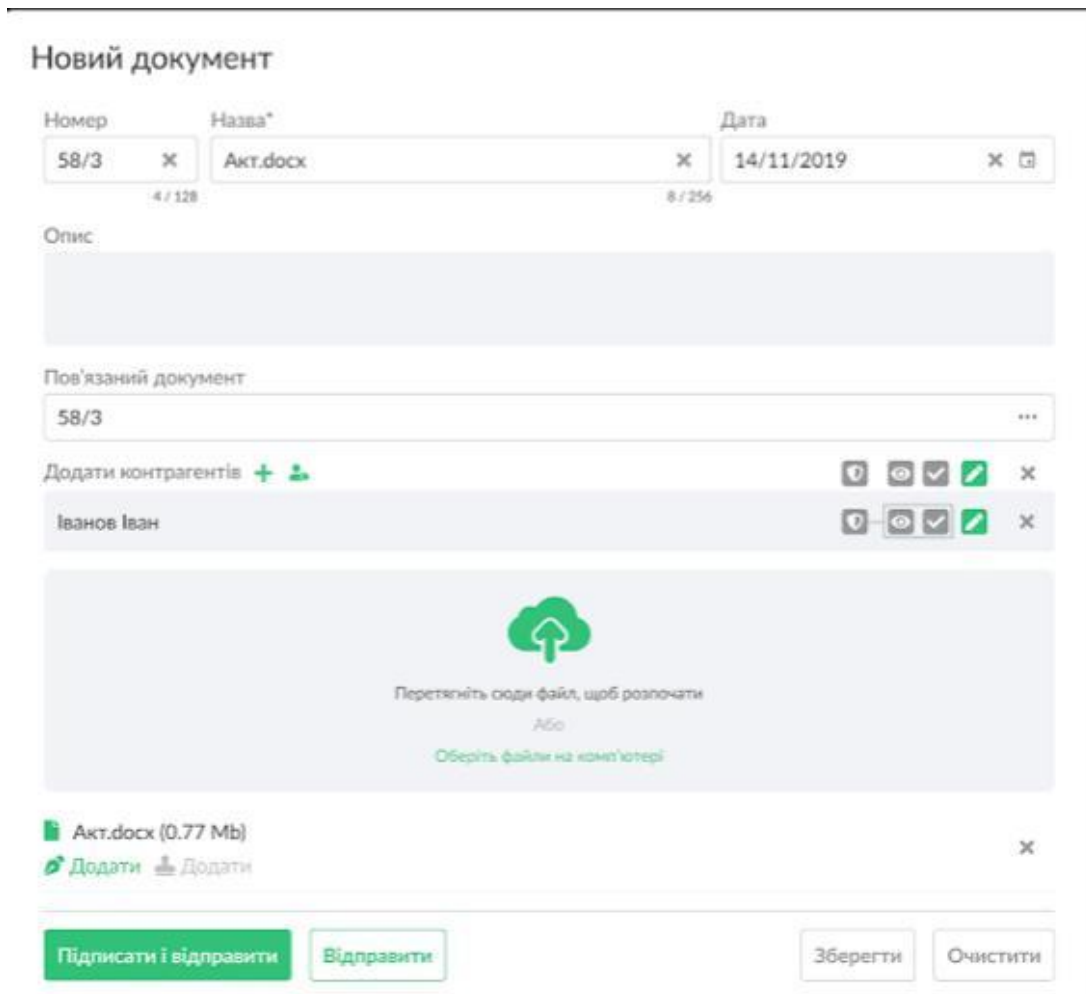 Новий документ
Номер Назва* Дата
58/3 Акт.docx 14/11/2019
4 / 128 8 / 256
Опис
Пов'язаний документ
58/3
Додати контрагентів
Іванов Іван
Перетягніть сюди файл, щоб розпочати
Або
Оберіть файли на комп'ютері
Акт.docx (0.77 Mb)
Додати Додати
Підписати і відправити Відправити Зберегти Очистити